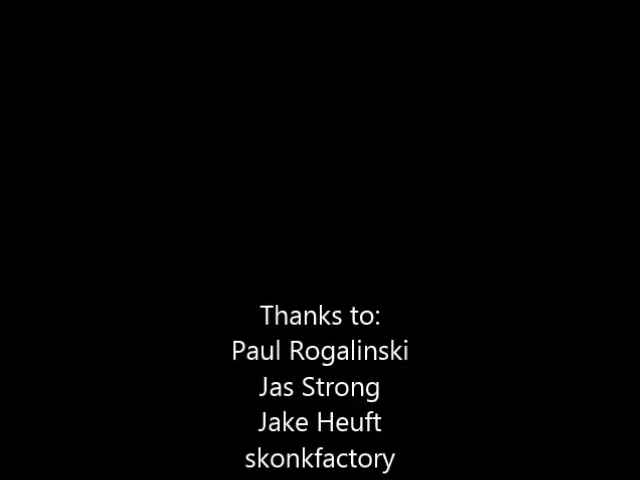 Thanks to:
Paul Rogalinski
Jas Strong
Jake Heuft
skonkfactory